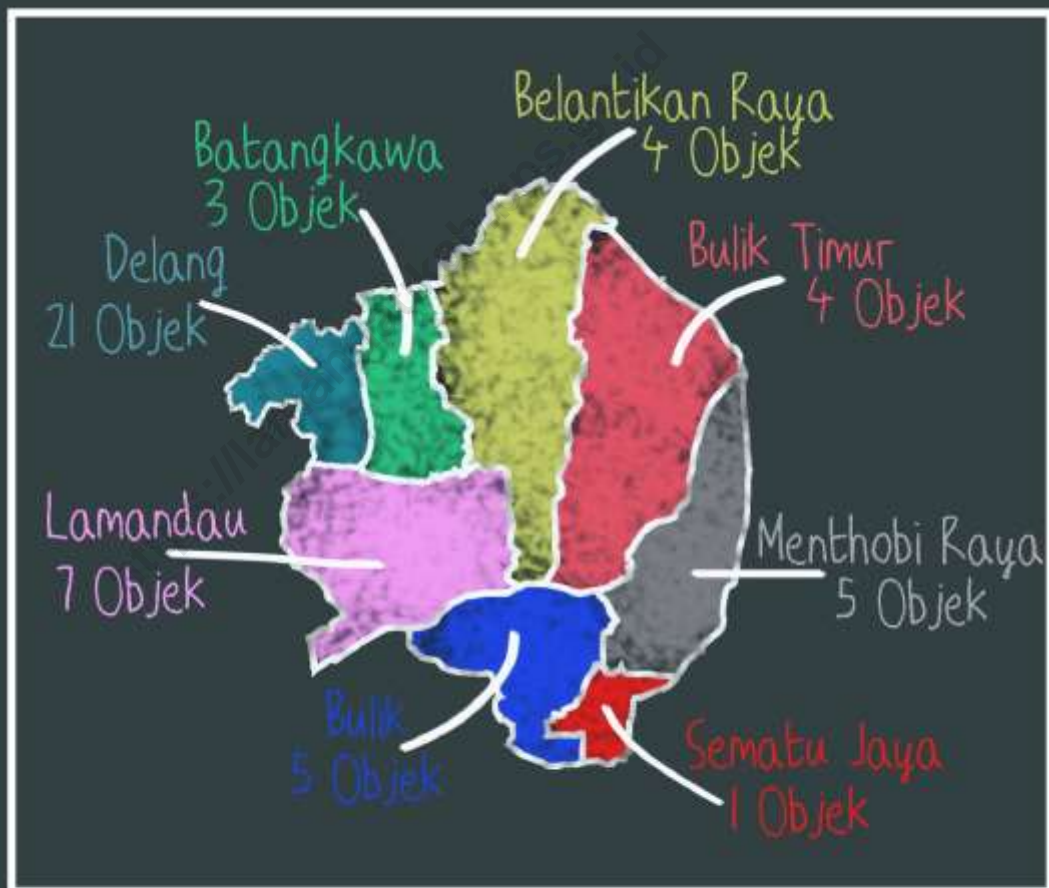 Belantikan Raya
4 Objek
Batangkawa
3 Objek
Delang
21 Objek
Bulik Timur
4 Objek
Lamandau
7 Objek
Menthobi Raya
5 Objek
Bulik
5 Objek
Sematu Jaya
1 Objek